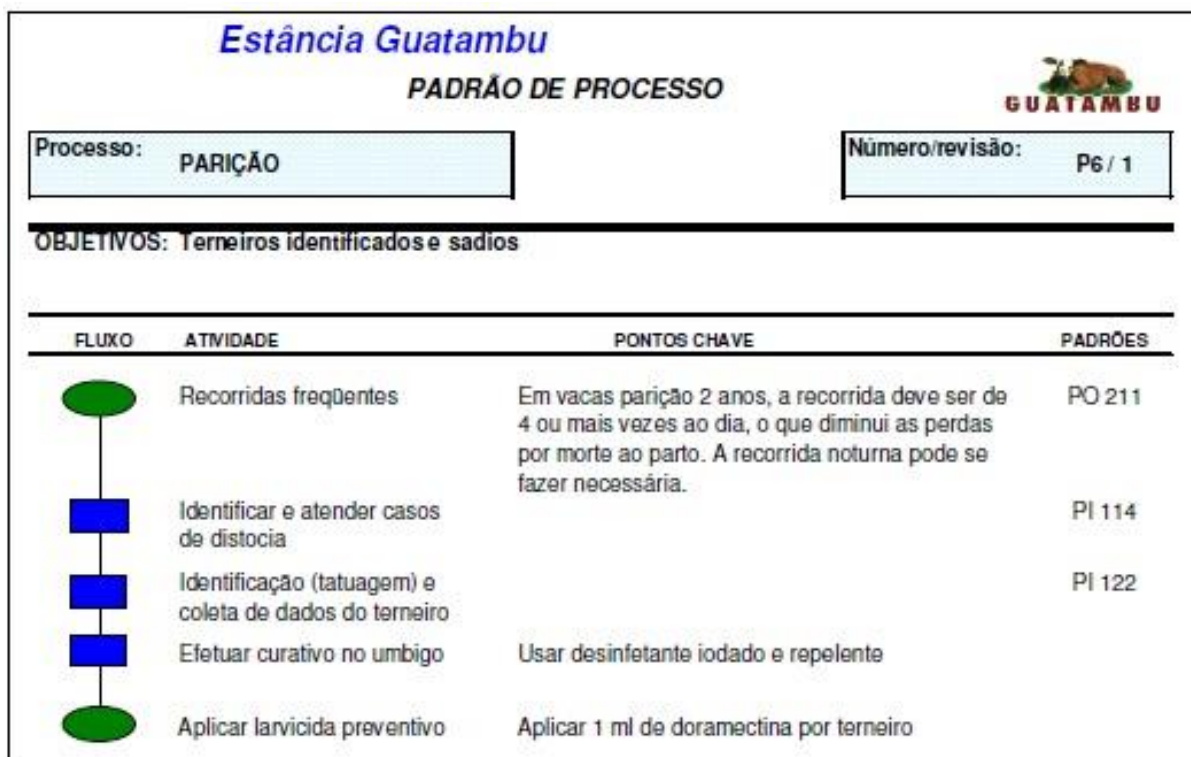 Estância Guatambu
PADRÃO DE PROCESSO
GUATAMBU
Processo: PARIÇÃO
Número/revisão: P6 / 1
OBJETIVOS: Terneiros identificados e sadios
FLUXO ATIVIDADE PONTOS CHAVE PADRÕES
Recorridas freqüentes Em vacas parição 2 anos, a recorrida deve ser de PO 211
4 ou mais vezes ao dia, o que diminui as perdas
por morte ao parto. A recorrida noturna pode se
fazer necessária.
Identificar e atender casos PI 114
de distocia
Identificação (tatuagem) e PI 122
coleta de dados do terneiro
Efetuar curativo no umbigo Usar desinfetante iodado e repelente
Aplicar larvicida preventivo Aplicar 1 ml de doramectina por terneiro